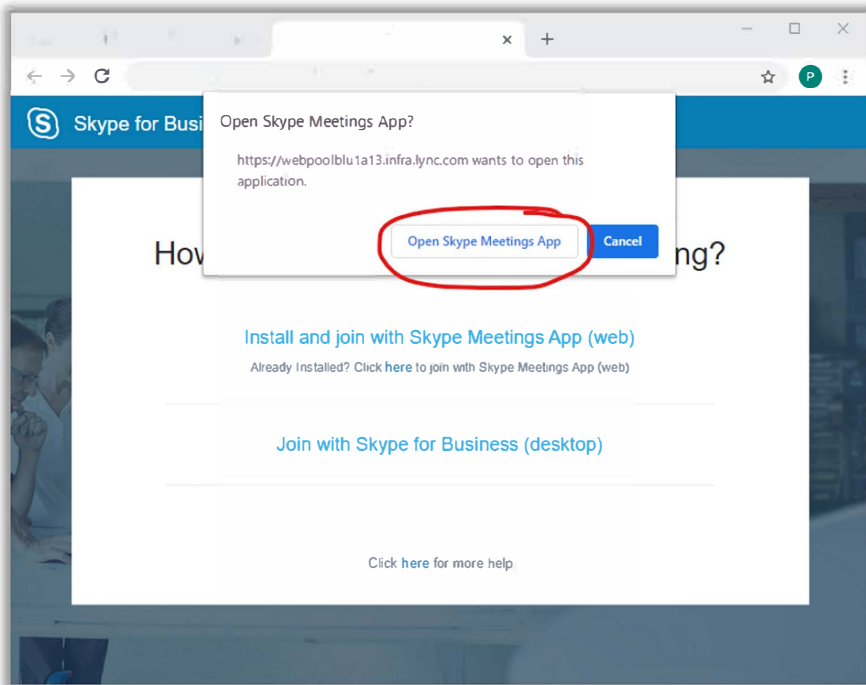 Skype for Busi
Open Skype Meetings App?
https://webpoolblu1a13.infra.lync.com wants to open this
application.
Open Skype Meetings App
Cancel
How
ng?
Install and join with Skype Meetings App (web)
Already Installed? Click here to join with Skype Meetings App (web)
Join with Skype for Business (desktop)
Click here for more help
P